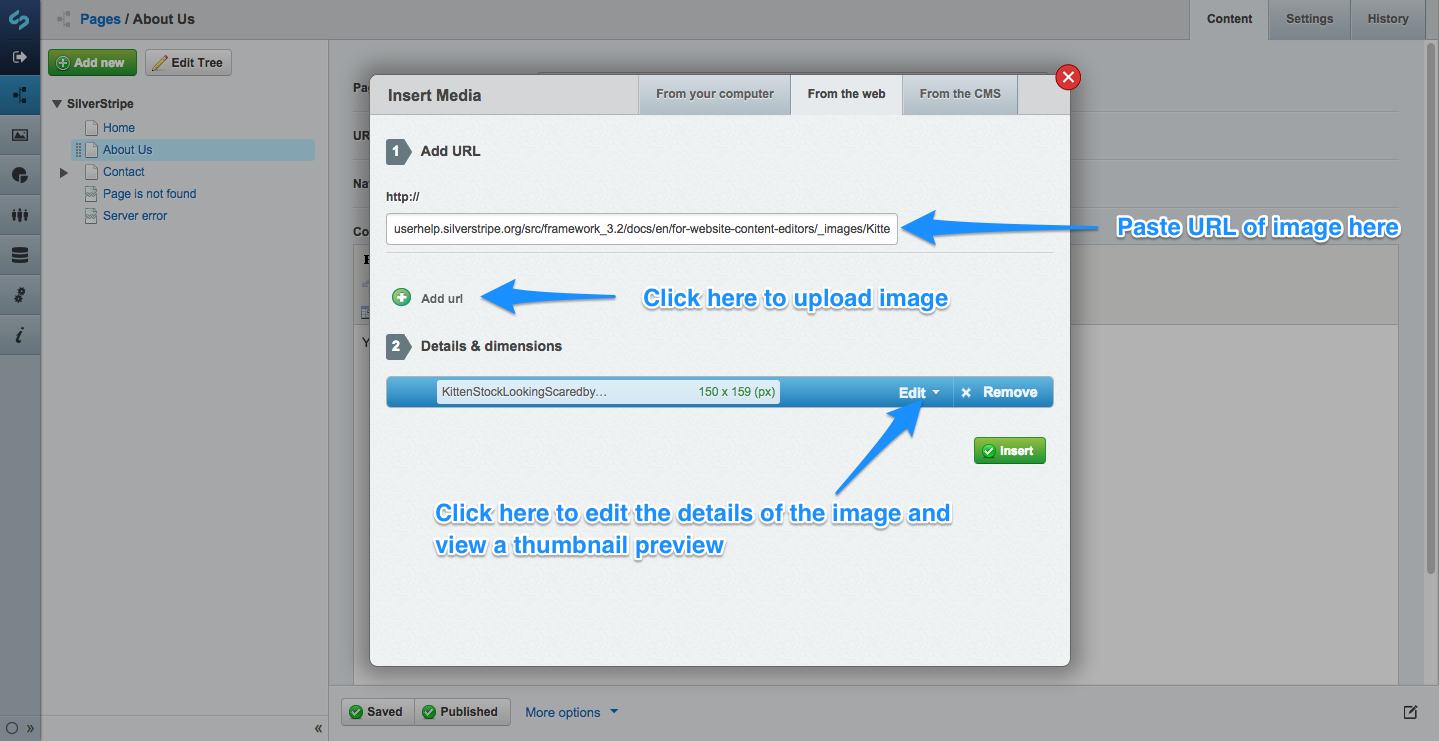 Pages / About Us
Content
Settings
History
Add new
Edit Tree
SilverStripe
Home
About Us
Contact
Page is not found
Server error
Insert Media
From your computer
From the web
From the CMS
1 Add URL
http://
userhelp.silverstripe.org/src/framework_3.2/docs/en/for-website-content-editors/_images/Kitte
Paste URL of image here
Add url
Click here to upload image
2 Details & dimensions
KittenStockLookingScaredby…
150 x 159 (px)
Edit
Remove
Insert
Click here to edit the details of the image and
view a thumbnail preview
Saved
Published
More options